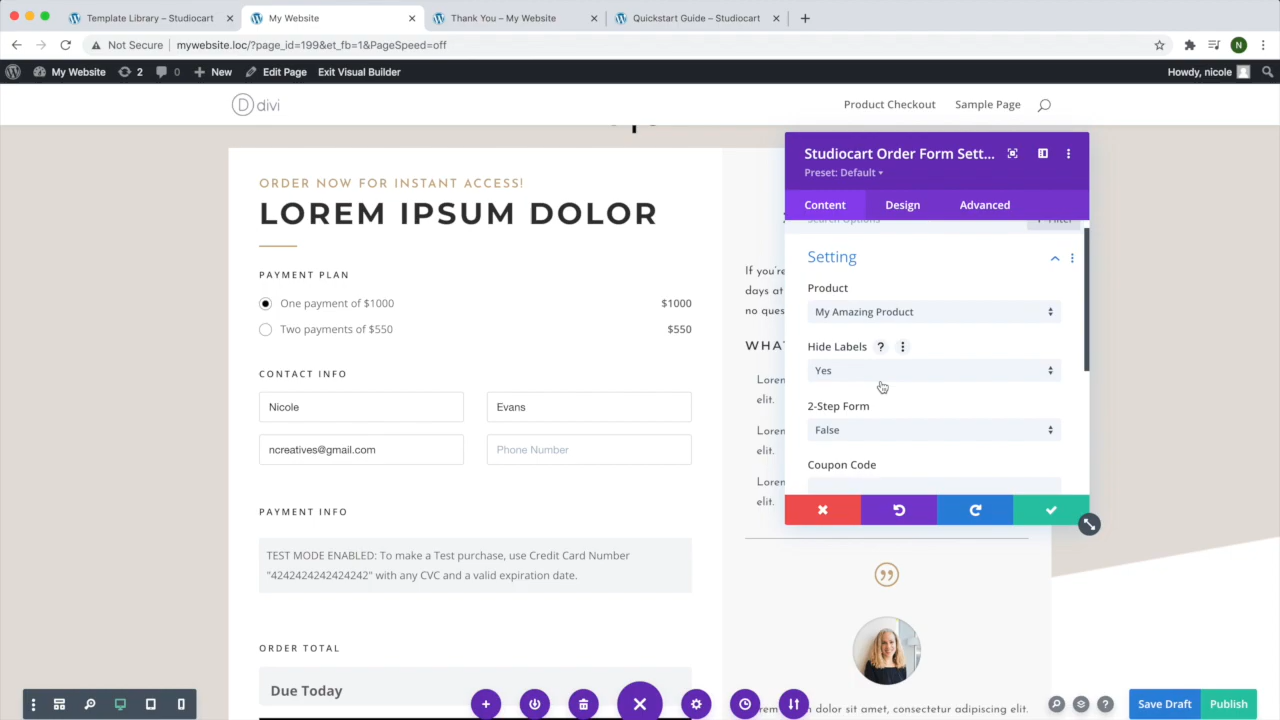 Template Library – Studiocart
My Website
Thank You – My Website
Quickstart Guide – Studiocart
Not Secure
mywebsite.loc/?page_id=199&et_fb=1&PageSpeed=off
N
My Website
2
0
New
Edit Page
Exit Visual Builder
Howdy, nicole
D divi
Product Checkout
Sample Page
ORDER NOW FOR INSTANT ACCESS!
LOREM IPSUM DOLOR
PAYMENT PLAN
One payment of $1000
$1000
Two payments of $550
$550
CONTACT INFO
Nicole
Evans
ncreatives@gmail.com
Phone Number
PAYMENT INFO
TEST MODE ENABLED: To make a Test purchase, use Credit Card Number
"4242424242424242" with any CVC and a valid expiration date.
ORDER TOTAL
Due Today
If you're
days at
no ques
WHA
Lorem
elit.
Lorem
elit.
Lorem
elit.
Lorem ipsum dolor sit amet, consectetur adipiscing elit.
Studiocart Order Form Sett...
Preset: Default
Content
Design
Advanced
Search Options
+ Filter
Setting
Product
My Amazing Product
Hide Labels
?
Yes
2-Step Form
False
Coupon Code
?
Save Draft
Publish